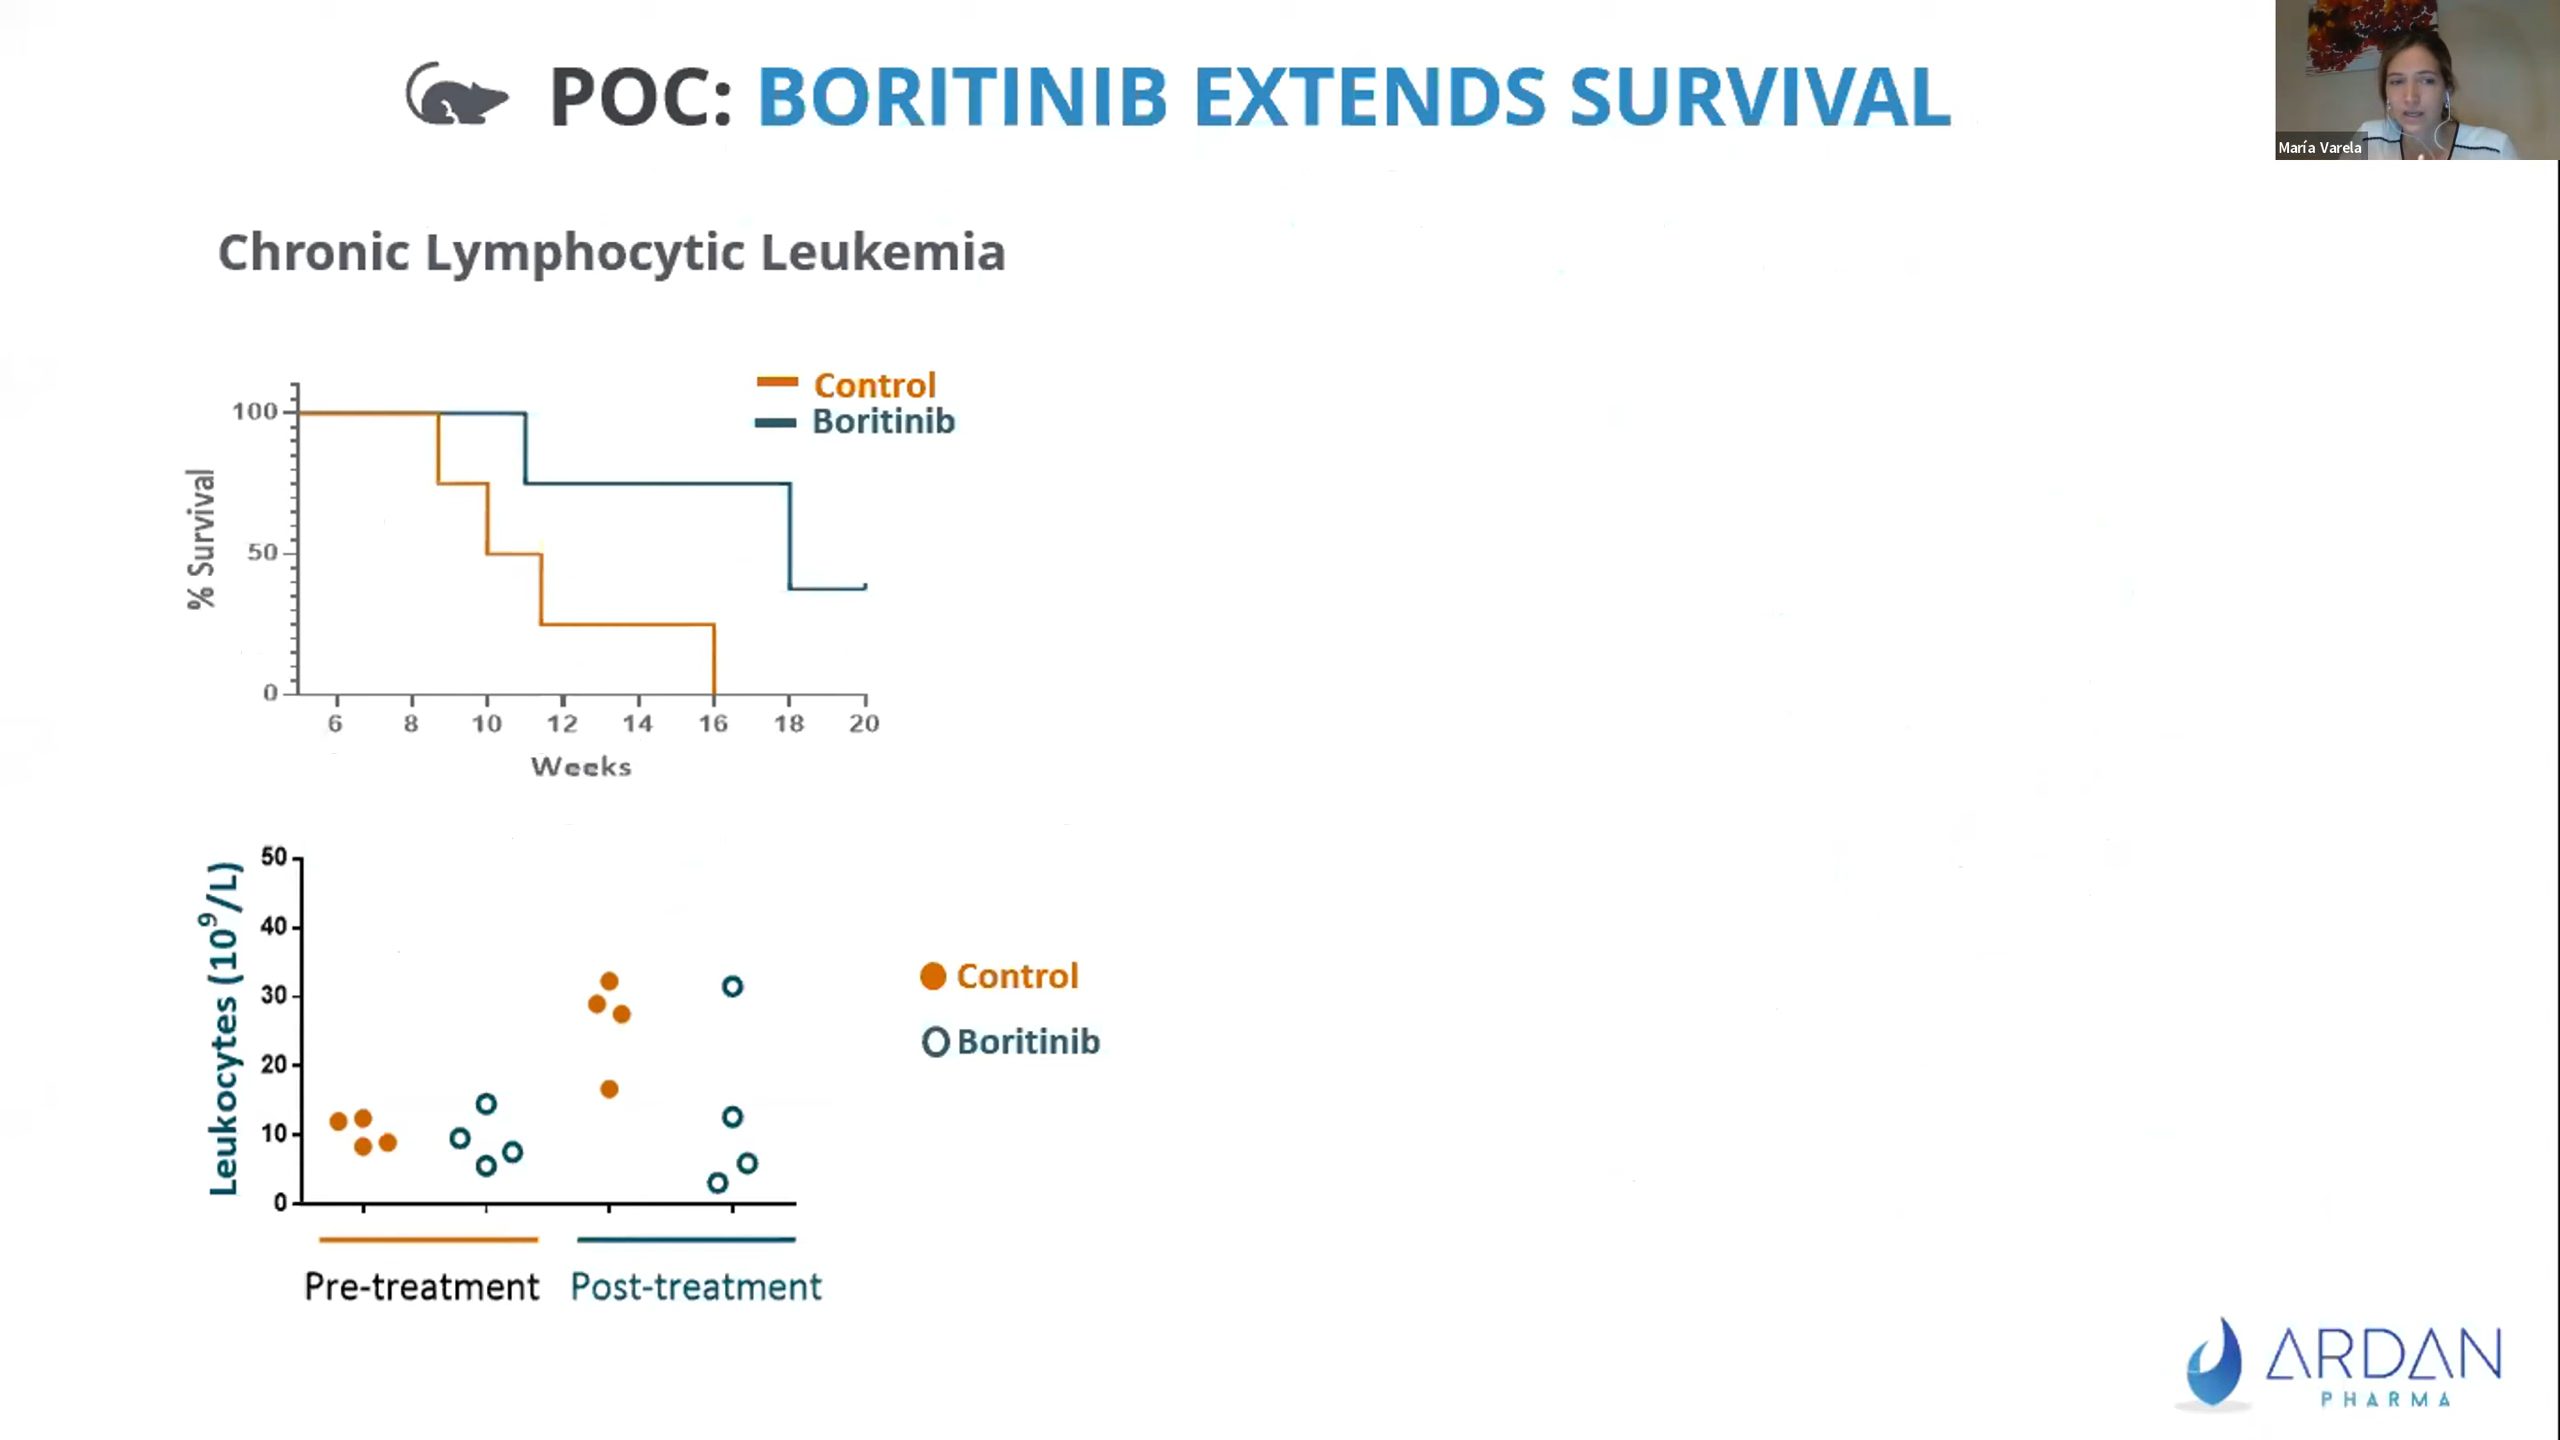 POC: BORITINIB EXTENDS SURVIVAL
María Varela
Chronic Lymphocytic Leukemia
Control
Boritinib
% Survival
100
50
0
6 8 10 12 14 16 18 20
Weeks
Leukocytes (10⁹/L)
50
40
30
20
10
0
Control
Boritinib
Pre-treatment Post-treatment
ARDAN
PHARMA